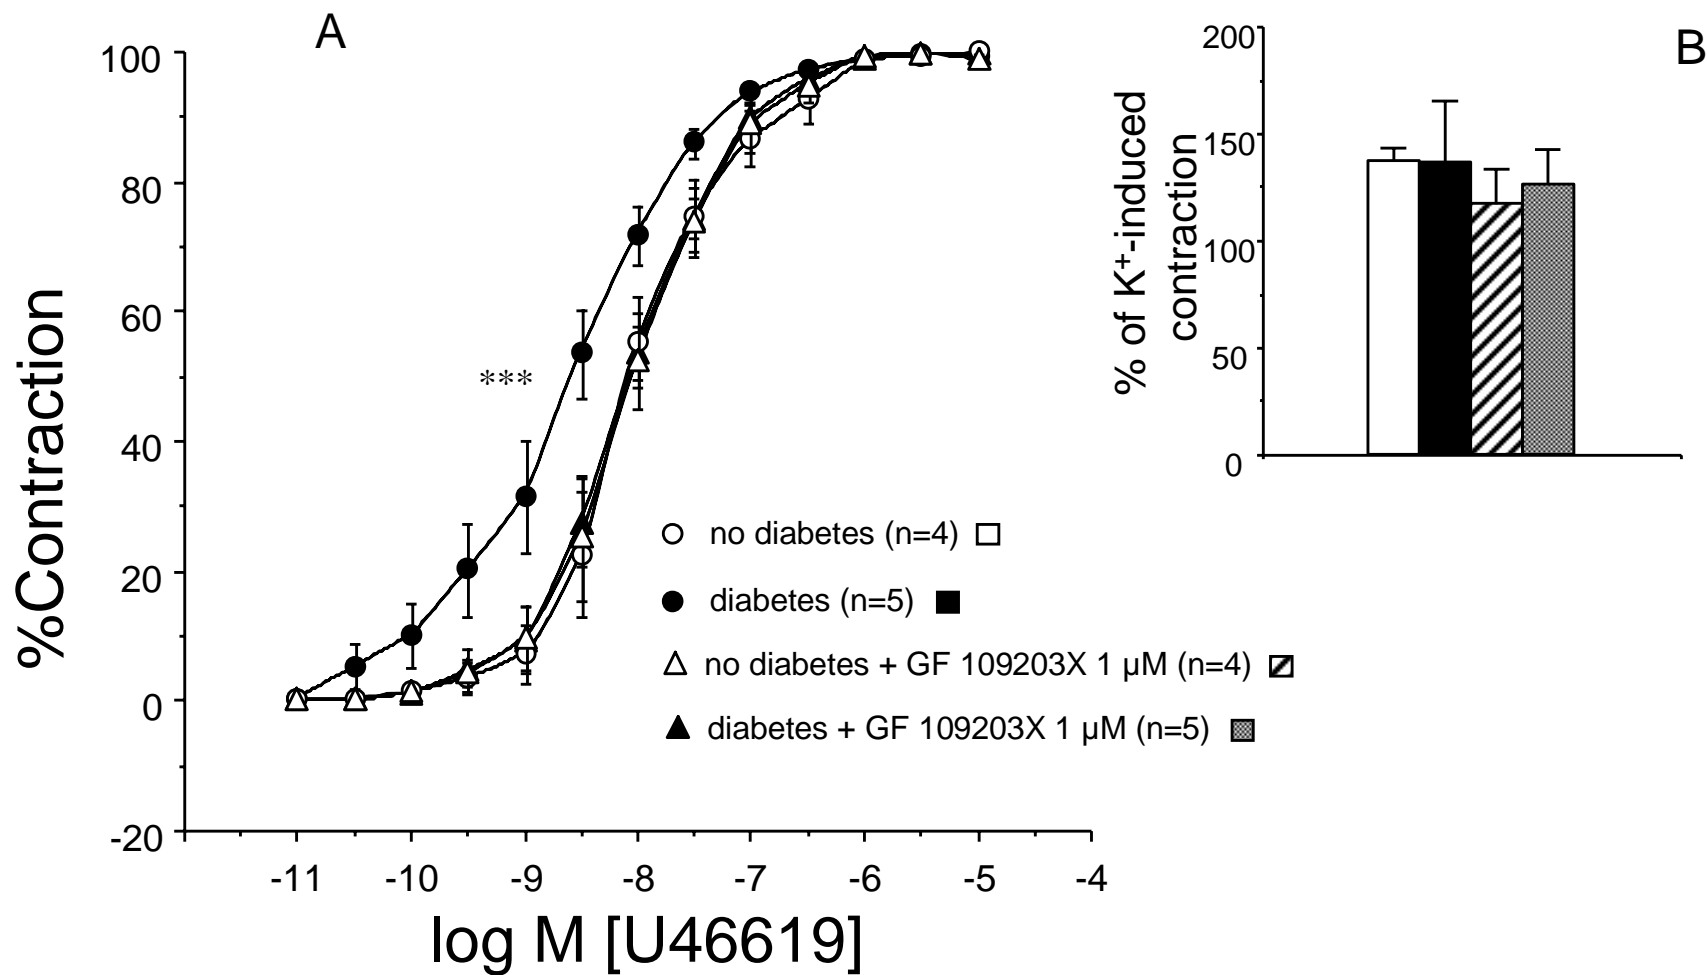 A
%Contraction
100
80
60
40
20
0
-20
***
-11 -10 -9 -8 -7 -6 -5 -4
log M [U46619]
no diabetes (n=4)
diabetes (n=5)
no diabetes + GF 109203X 1 µM (n=4)
diabetes + GF 109203X 1 µM (n=5)
B
% of K⁺-induced
contraction
200
150
100
50
0